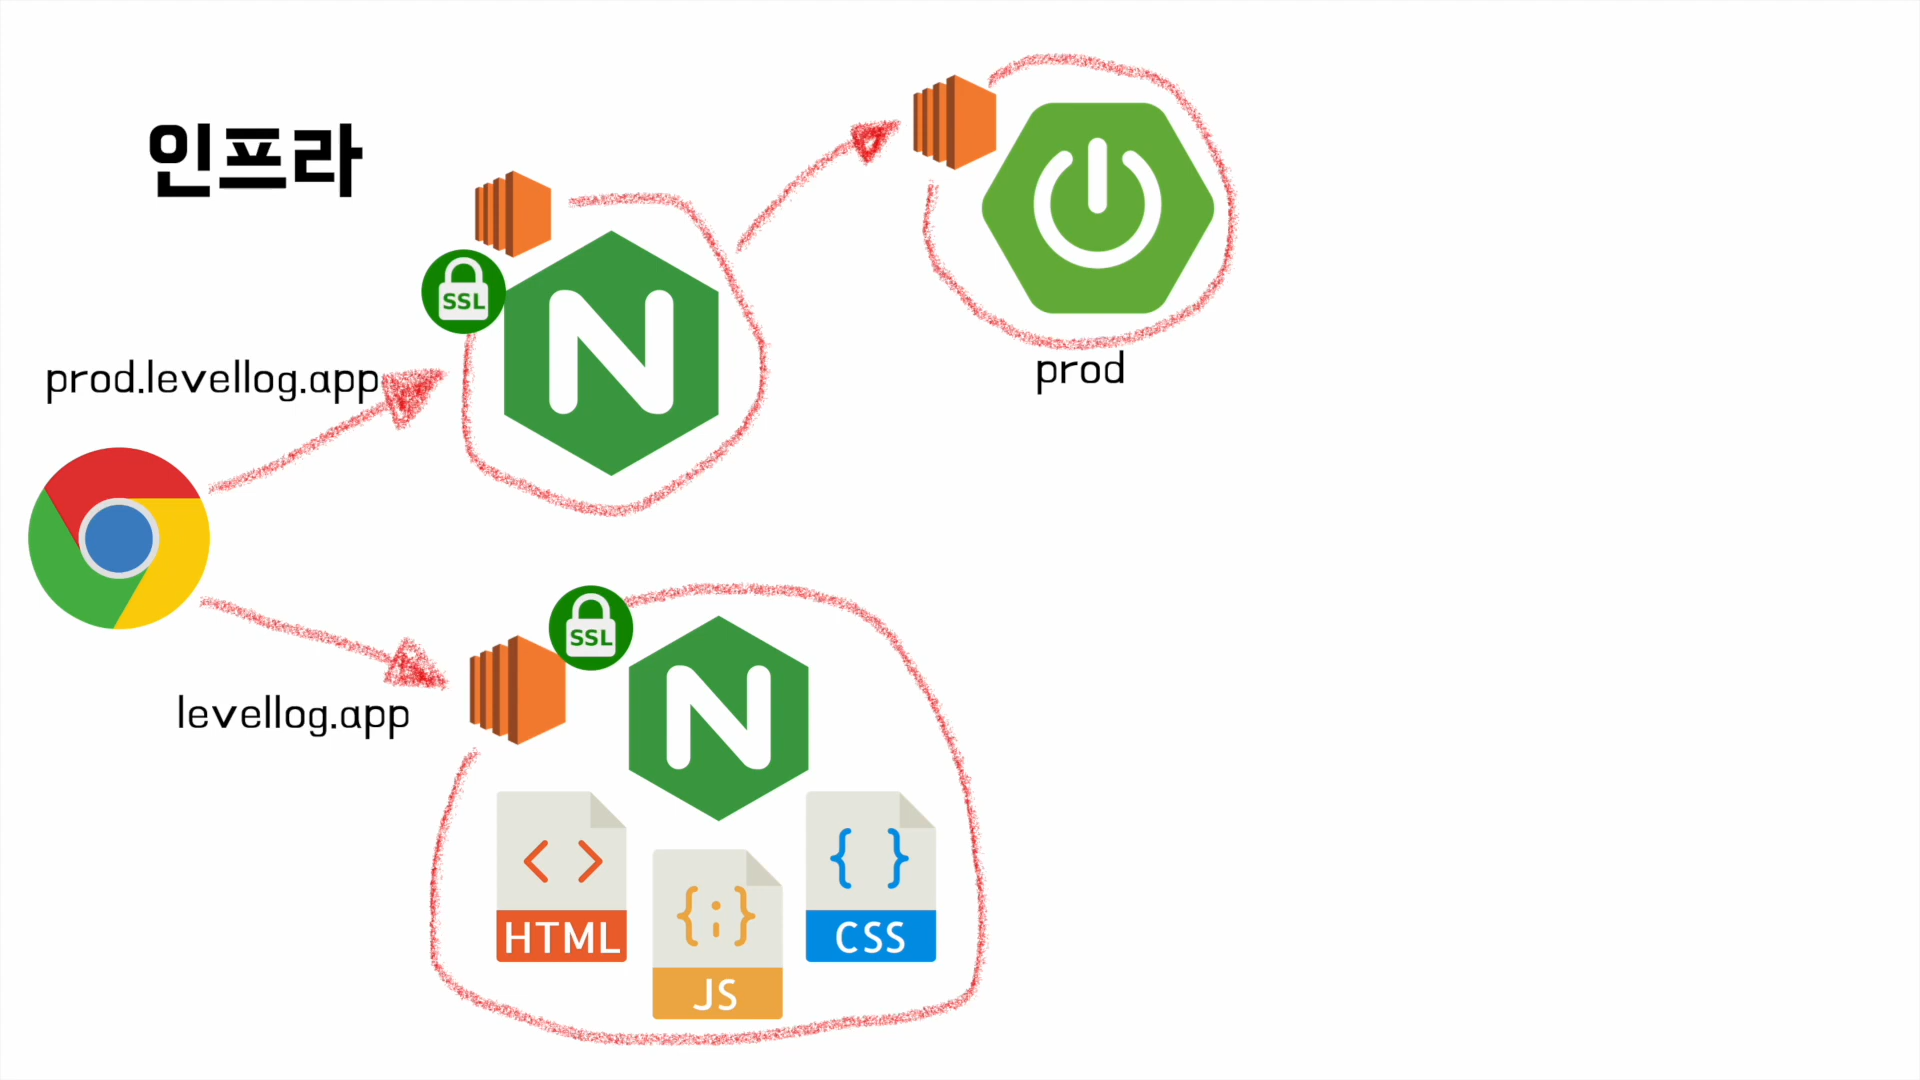 인프라
SSL
prod
prod.levellog.app
SSL
levellog.app
HTML
CSS
JS